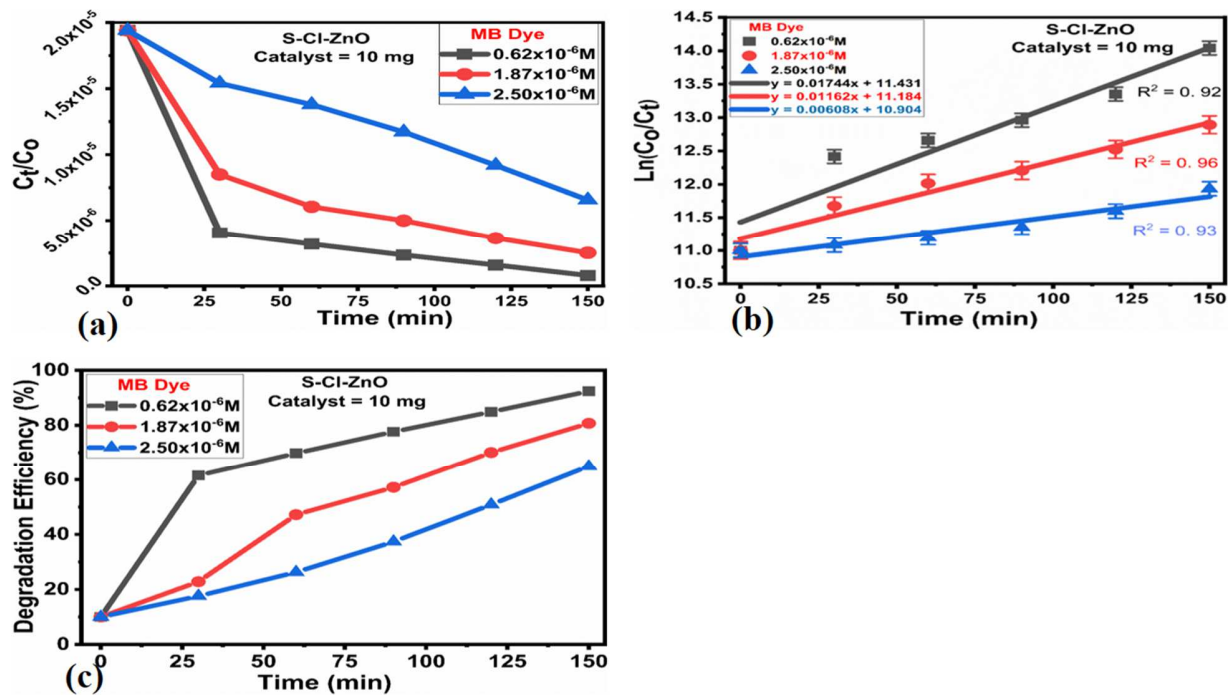 S-Cl-ZnO
Catalyst = 10 mg
MB Dye
0.62x10⁻⁶M
1.87x10⁻⁶M
2.50x10⁻⁶M
2.0x10⁻⁵
1.5x10⁻⁵
1.0x10⁻⁵
5.0x10⁻⁶
0.0
Ct/Co
0 25 50 75 100 125 150
Time (min)
(a)
MB Dye
0.62x10⁻⁶M
1.87x10⁻⁶M
2.50x10⁻⁶M
y = 0.01744x + 11.431
y = 0.01162x + 11.184
y = 0.00608x + 10.904
S-Cl-ZnO
Catalyst = 10 mg
R² = 0. 92
R² = 0. 96
R² = 0. 93
14.5
14.0
13.5
13.0
12.5
12.0
11.5
11.0
10.5
Ln(Co/Ct)
0 25 50 75 100 125 150
Time (min)
(b)
MB Dye
0.62x10⁻⁶M
1.87x10⁻⁶M
2.50x10⁻⁶M
S-Cl-ZnO
Catalyst = 10 mg
100
80
60
40
20
0
Degradation Efficiency (%)
0 25 50 75 100 125 150
Time (min)
(c)